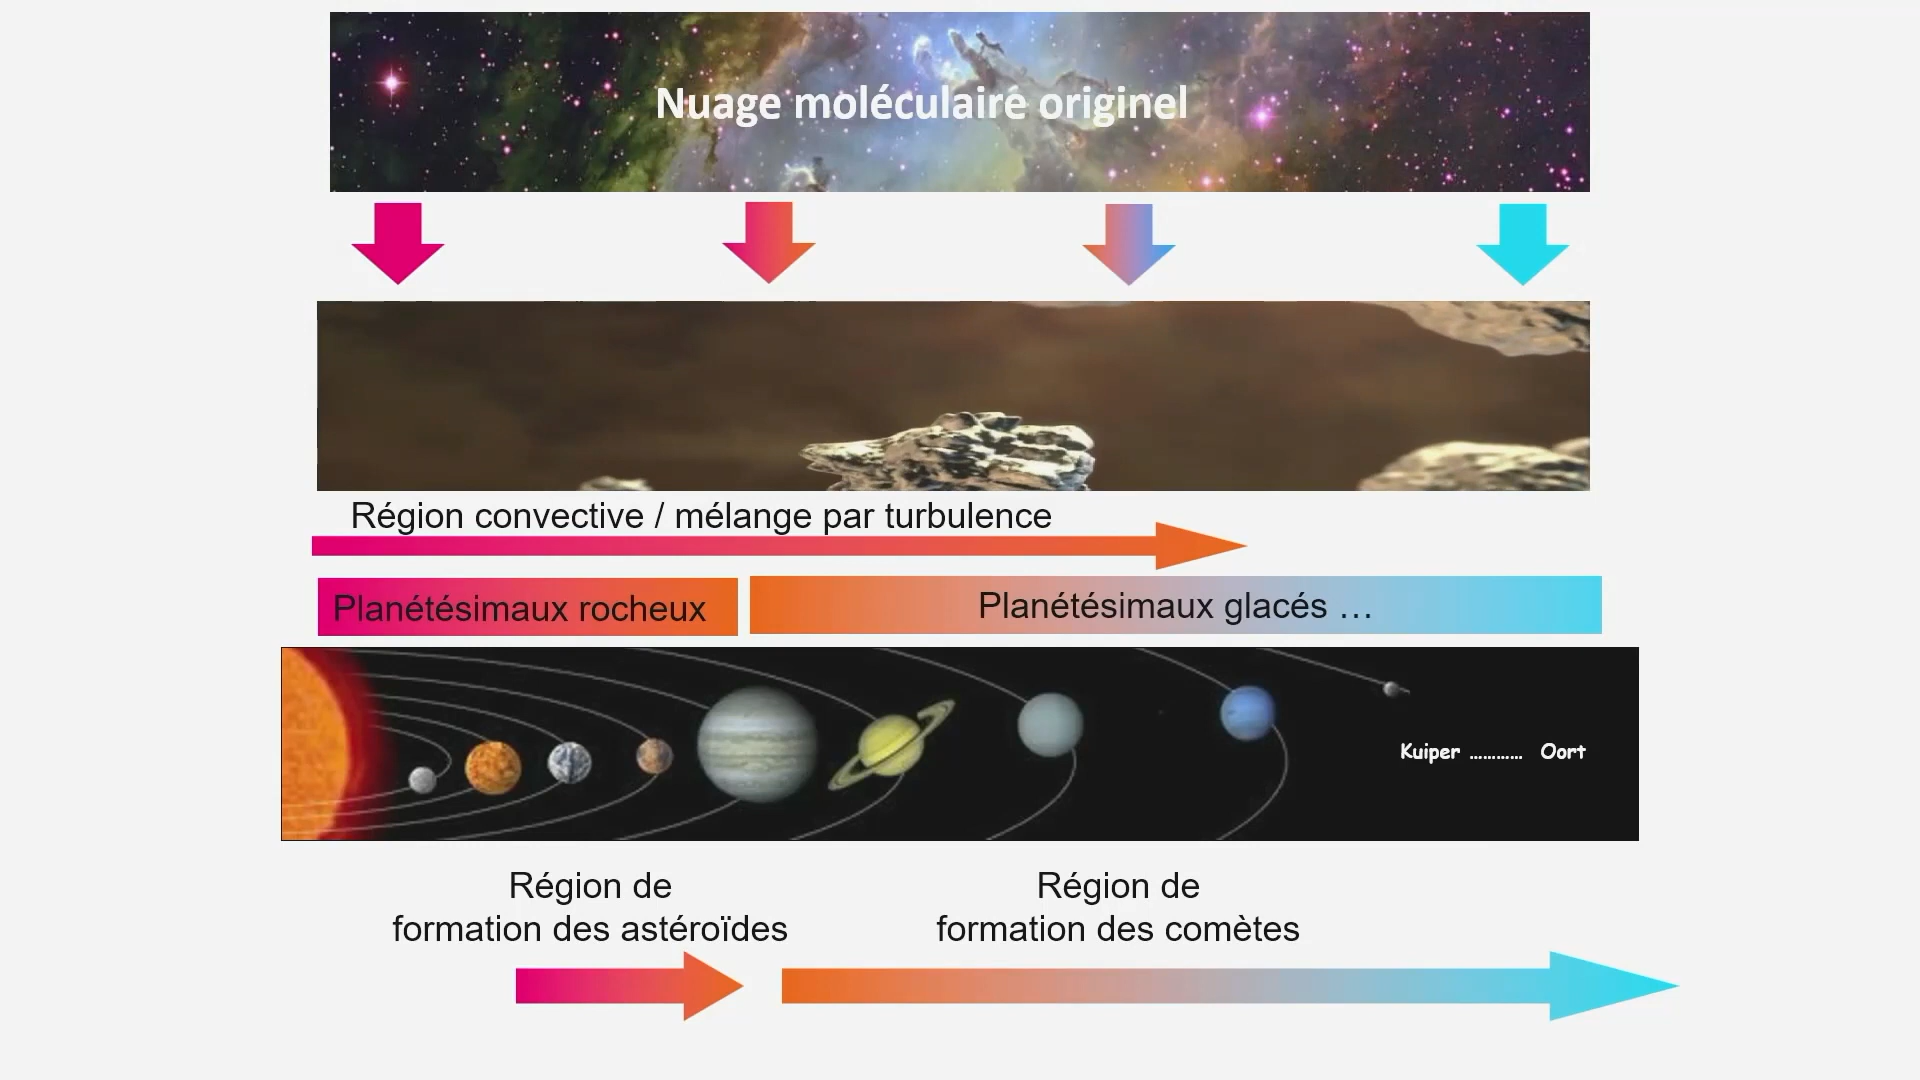 Nuage moléculaire originel
Région convective / mélange par turbulence
Planétésimaux rocheux
Planétésimaux glacés …
Kuiper ………… Oort
Région de
formation des astéroïdes
Région de
formation des comètes